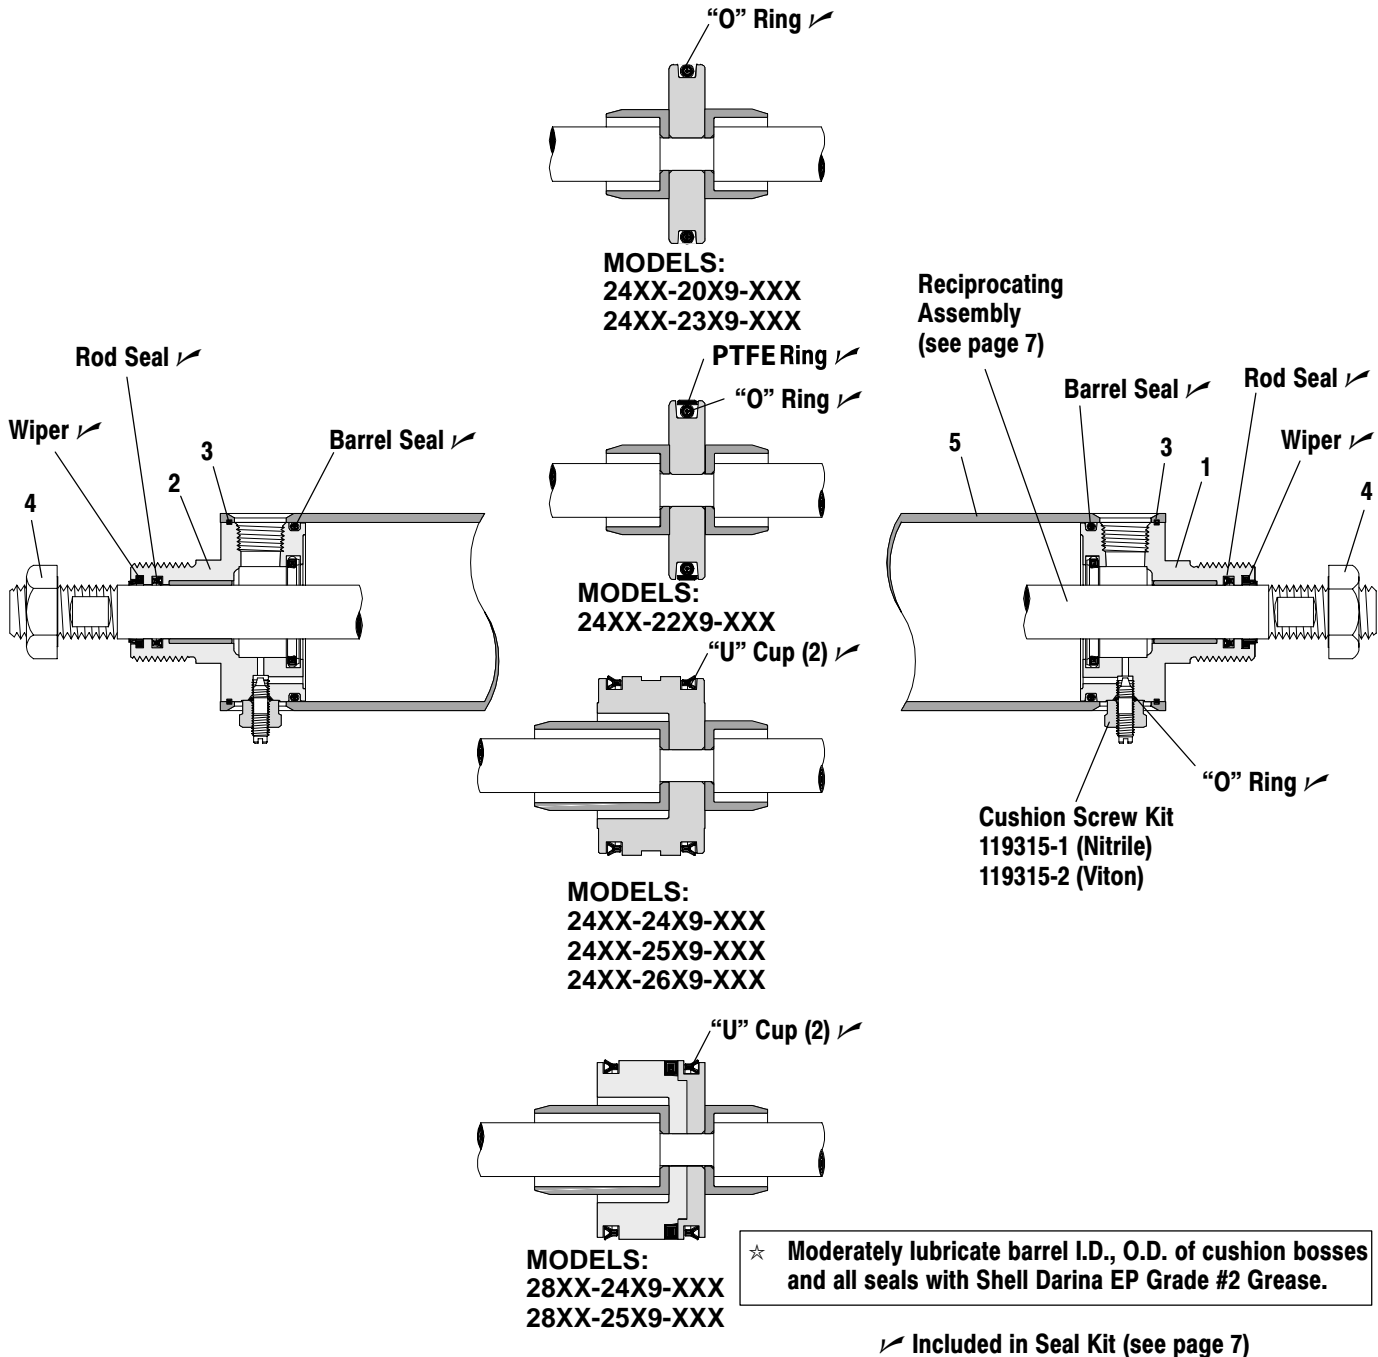 “O” Ring ✓
MODELS:
24XX-20X9-XXX
24XX-23X9-XXX
Reciprocating
Assembly
(see page 7)
Rod Seal ✓
PTFE Ring ✓
“O” Ring ✓
Barrel Seal ✓
Rod Seal ✓
Wiper ✓
3
Barrel Seal ✓
5
3
Wiper ✓
2
1
4
4
MODELS:
24XX-22X9-XXX
“U” Cup (2) ✓
“O” Ring ✓
Cushion Screw Kit
119315-1 (Nitrile)
119315-2 (Viton)
MODELS:
24XX-24X9-XXX
24XX-25X9-XXX
24XX-26X9-XXX
“U” Cup (2) ✓
MODELS:
28XX-24X9-XXX
28XX-25X9-XXX
☆ Moderately lubricate barrel I.D., O.D. of cushion bosses
and all seals with Shell Darina EP Grade #2 Grease.
✓ Included in Seal Kit (see page 7)